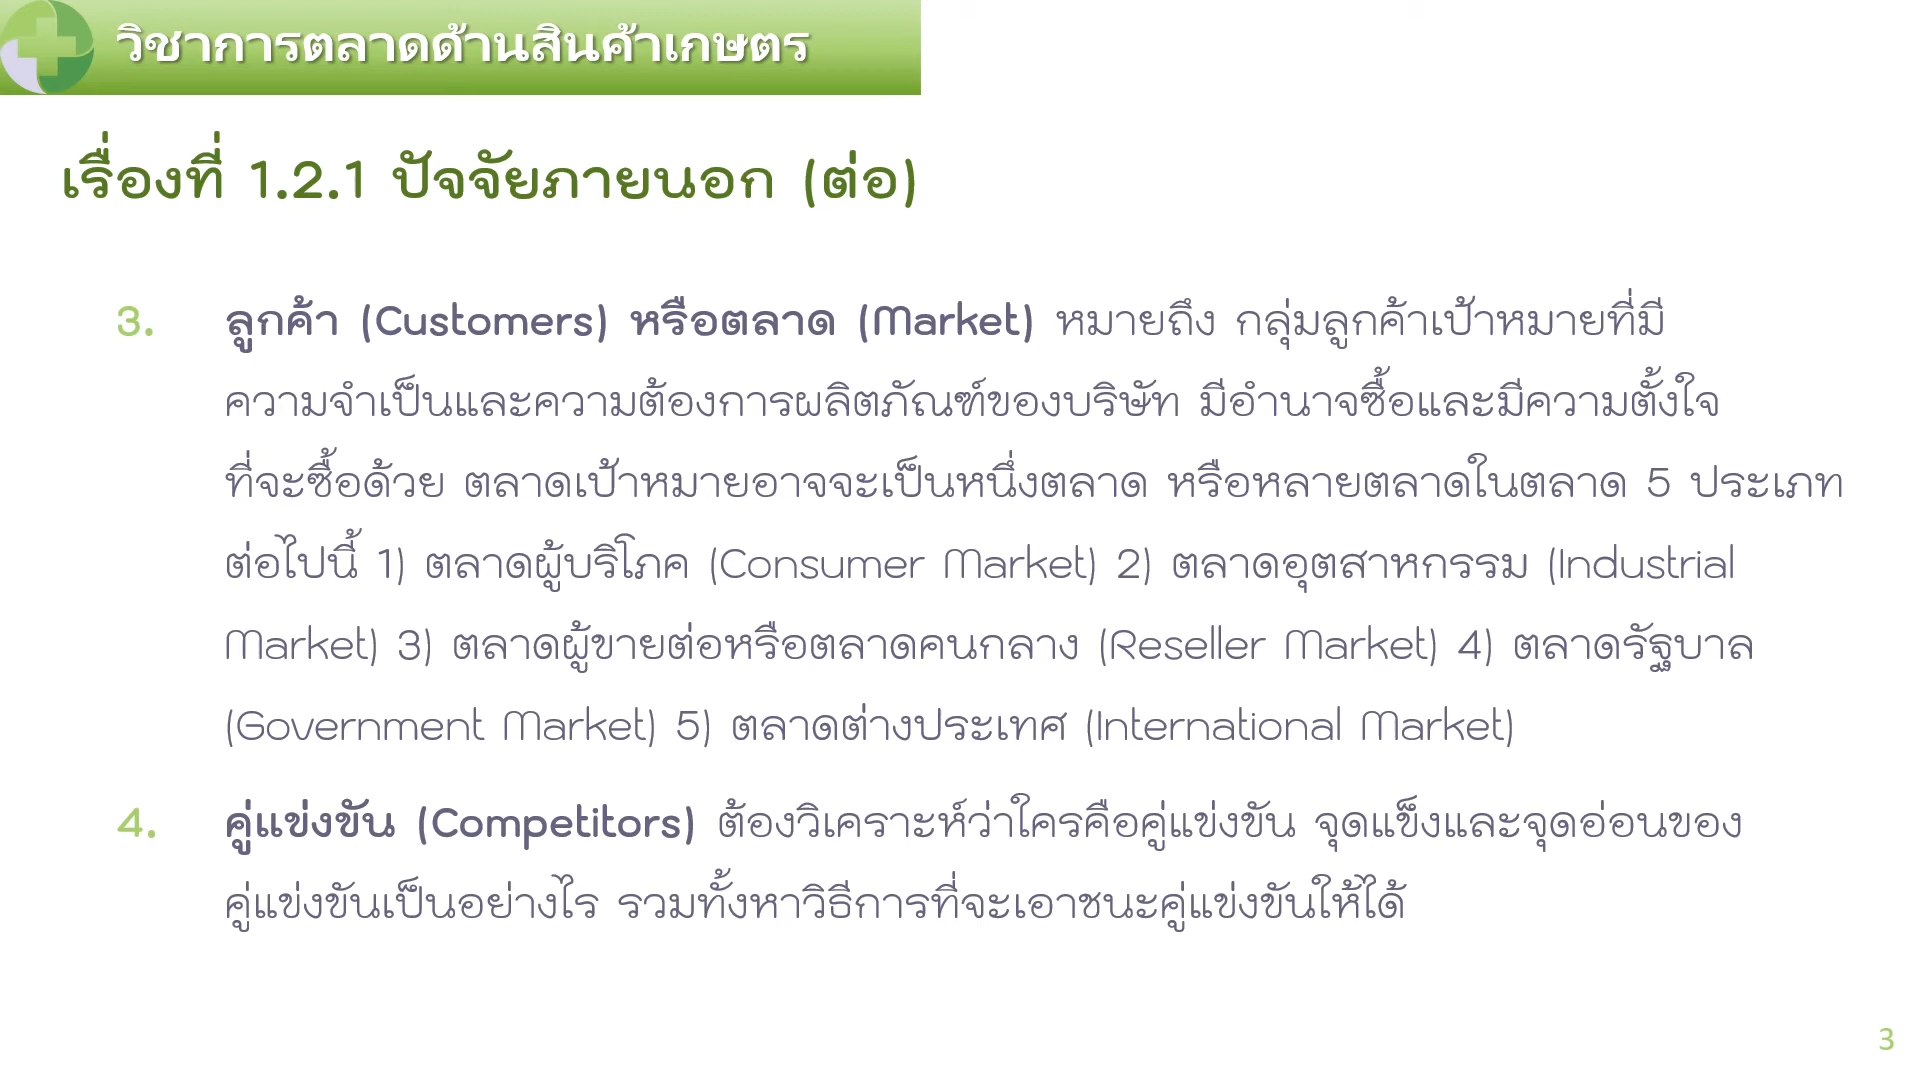 วิชาการตลาดด้านสินค้าเกษตร
เรื่องที่ 1.2.1 ปัจจัยภายนอก (ต่อ)
3. ลูกค้า (Customers) หรือตลาด (Market) หมายถึง กลุ่มลูกค้าเป้าหมายที่มี
ความจำเป็นและความต้องการผลิตภัณฑ์ของบริษัท มีอำนาจซื้อและมีความตั้งใจ
ที่จะซื้อด้วย ตลาดเป้าหมายอาจจะเป็นหนึ่งตลาด หรือหลายตลาดในตลาด 5 ประเภท
ต่อไปนี้ 1) ตลาดผู้บริโภค (Consumer Market) 2) ตลาดอุตสาหกรรม (Industrial
Market) 3) ตลาดผู้ขายต่อหรือตลาดคนกลาง (Reseller Market) 4) ตลาดรัฐบาล
(Government Market) 5) ตลาดต่างประเทศ (International Market)
4. คู่แข่งขัน (Competitors) ต้องวิเคราะห์ว่าใครคือคู่แข่งขัน จุดแข็งและจุดอ่อนของ
คู่แข่งขันเป็นอย่างไร รวมทั้งหาวิธีการที่จะเอาชนะคู่แข่งขันให้ได้
3